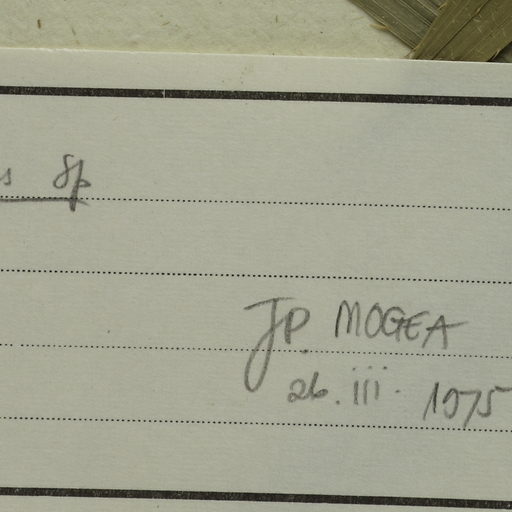 s sp
JP. MOGEA
26. iii. 1975